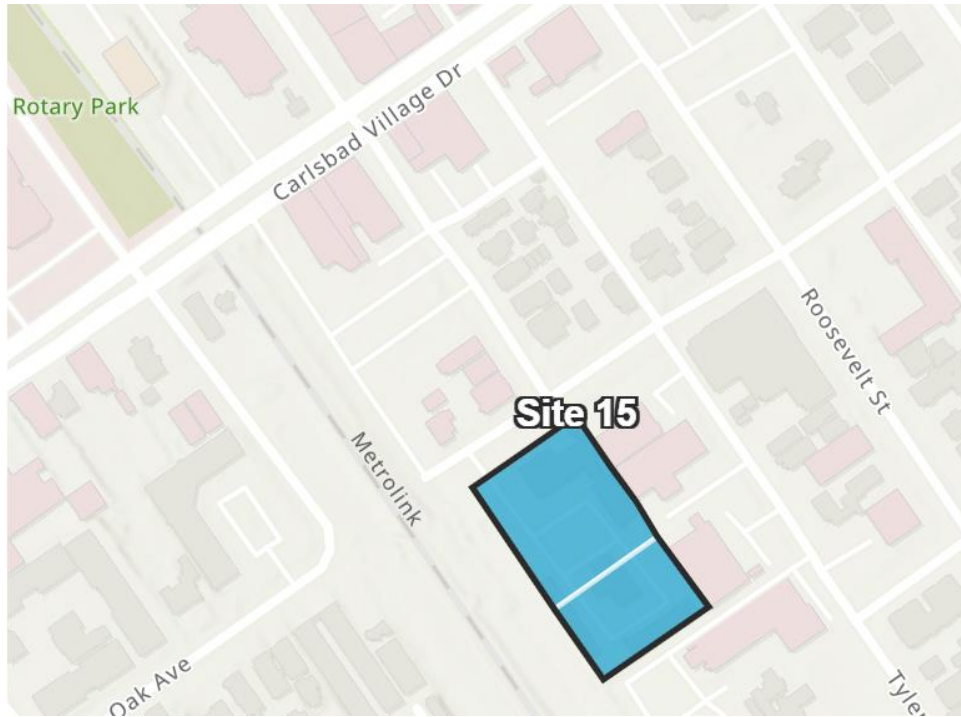 Rotary Park
Carlsbad Village Dr
Roosevelt St
Site 15
Metrolink
Oak Ave
Tyler